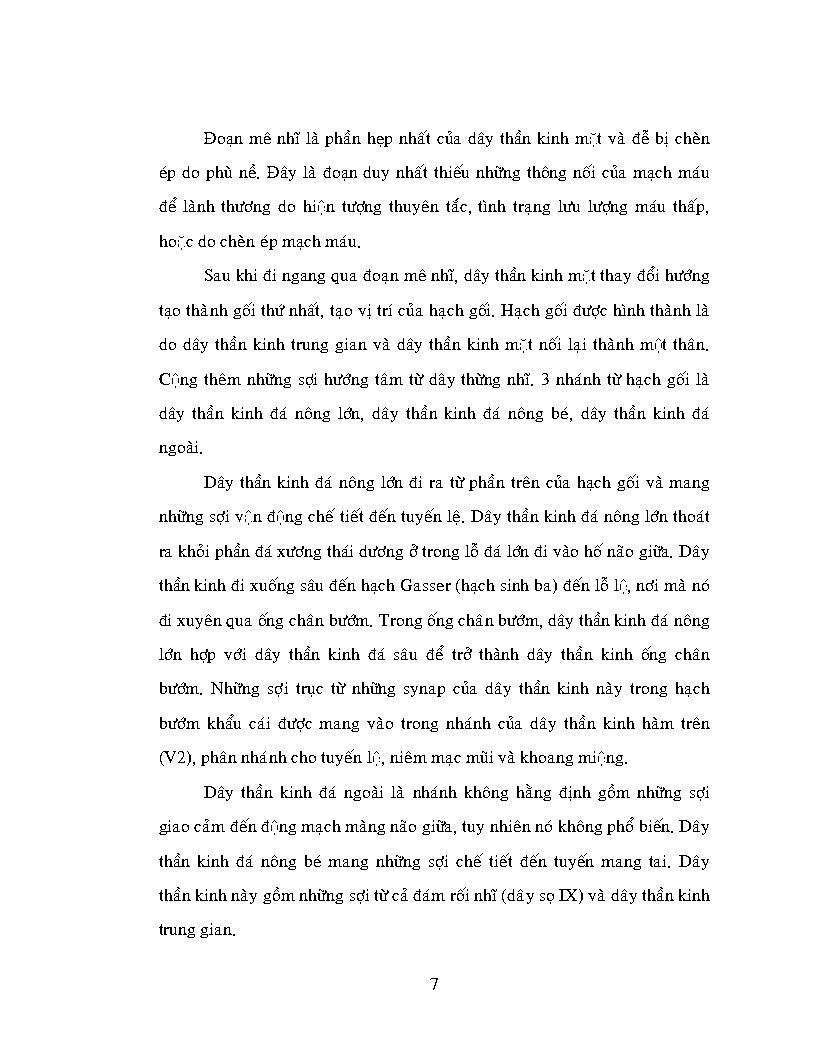 Đoạn mê nhĩ là phần hẹp nhất của dây thần kinh mặt và đễ bị chèn
ép do phù nề. Đây là đoạn duy nhất thiếu những thông nối của mạch máu
để lành thương do hiện tượng thuyên tắc, tình trạng lưu lượng máu thấp,
hoặc do chèn ép mạch máu.
Sau khi đi ngang qua đoạn mê nhĩ, dây thần kinh mặt thay đổi hướng
tạo thành gối thứ nhất, tạo vị trí của hạch gối. Hạch gối được hình thành là
do dây thần kinh trung gian và dây thần kinh mặt nối lại thành một thân.
Cộng thêm những sợi hướng tâm từ dây thừng nhĩ. 3 nhánh từ hạch gối là
dây thần kinh đá nông lớn, dây thần kinh đá nông bé, dây thần kinh đá
ngoài.
Dây thần kinh đá nông lớn đi ra từ phần trên của hạch gối và mang
những sợi vận động chế tiết đến tuyến lệ. Dây thần kinh đá nông lớn thoát
ra khỏi phần đá xương thái dương ở trong lỗ đá lớn đi vào hố não giữa. Dây
thần kinh đi xuống sâu đến hạch Gasser (hạch sinh ba) đến lỗ lệ, nơi mà nó
đi xuyên qua ống chân bướm. Trong ống chân bướm, dây thần kinh đá nông
lớn hợp với dây thần kinh đá sâu để trở thành dây thần kinh ống chân
bướm. Những sợi trục từ những synap của dây thần kinh này trong hạch
bướm khẩu cái được mang vào trong nhánh của dây thần kinh hàm trên
(V2), phân nhánh cho tuyến lệ, niêm mạc mũi và khoang miệng.
Dây thần kinh đá ngoài là nhánh không hằng định gồm những sợi
giao cảm đến động mạch màng não giữa, tuy nhiên nó không phổ biến. Dây
thần kinh đá nông bé mang những sợi chế tiết đến tuyến mang tai. Dây
thần kinh này gồm những sợi từ cả đám rối nhĩ (dây sọ IX) và dây thần kinh
trung gian.
7